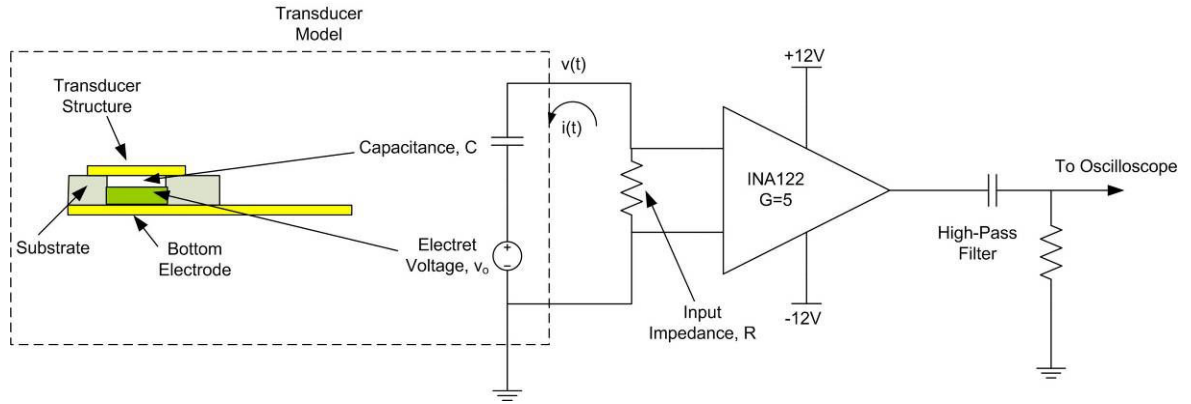 Transducer
Model
Transducer
Structure
Capacitance, C
Substrate
Bottom
Electrode
Electret
Voltage, vₒ
v(t)
i(t)
+12V
INA122
G=5
-12V
Input
Impedance, R
High-Pass
Filter
To Oscilloscope